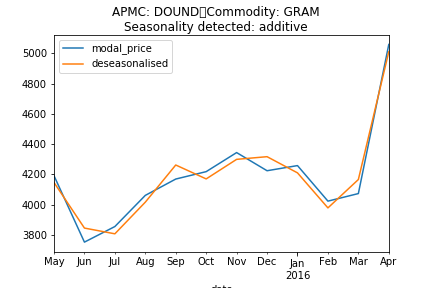 APMC: DOUND Commodity: GRAM
Seasonality detected: additive
modal_price
deseasonalised
5000
4800
4600
4400
4200
4000
3800
May Jun Jul Aug Sep Oct Nov Dec Jan Feb Mar Apr
2016